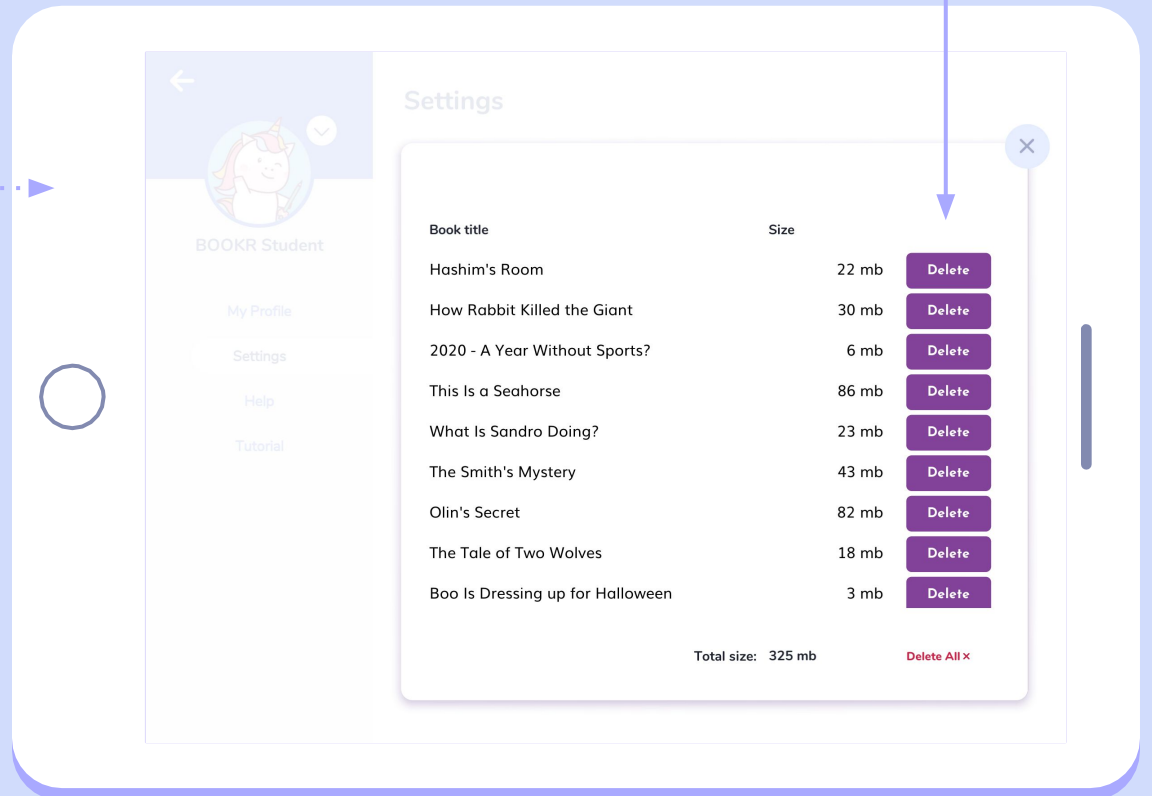 Settings
BOOKR Student
My Profile
Settings
Help
Tutorial
Book title Size
Hashim's Room 22 mb Delete
How Rabbit Killed the Giant 30 mb Delete
2020 - A Year Without Sports? 6 mb Delete
This Is a Seahorse 86 mb Delete
What Is Sandro Doing? 23 mb Delete
The Smith's Mystery 43 mb Delete
Olin's Secret 82 mb Delete
The Tale of Two Wolves 18 mb Delete
Boo Is Dressing up for Halloween 3 mb Delete
Total size: 325 mb Delete All ×